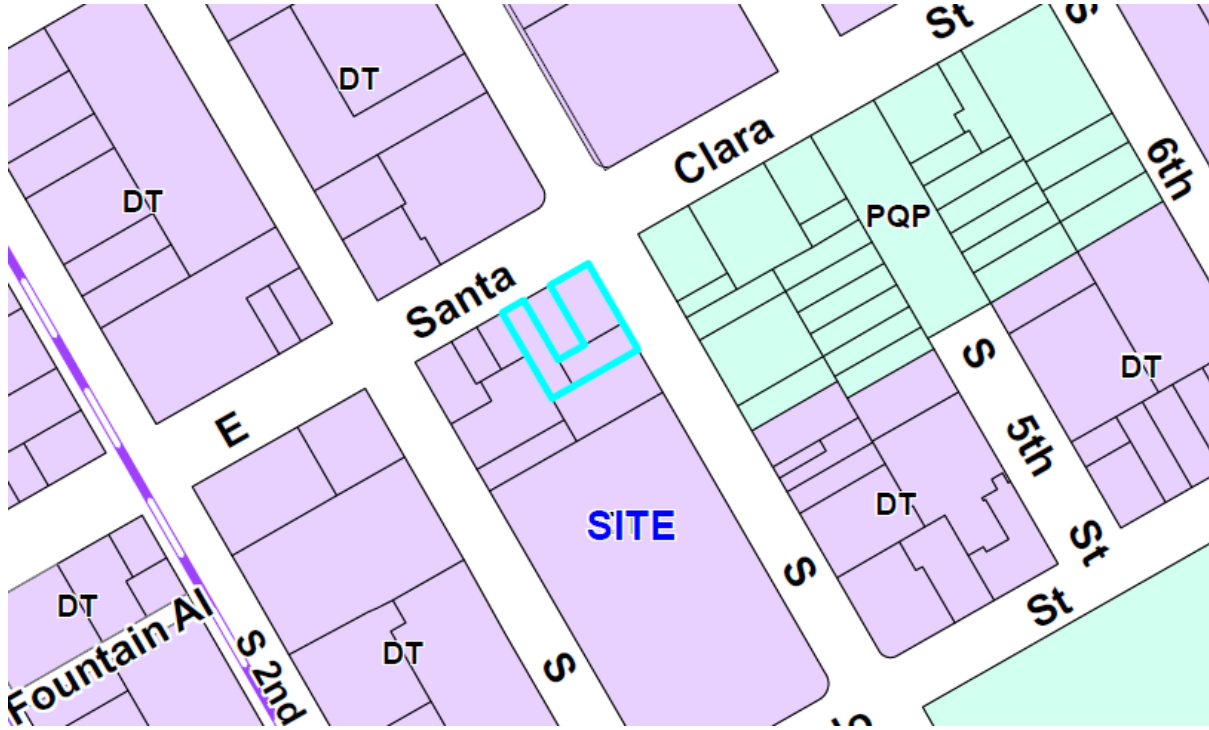 St
S
DT
Clara
6th
DT
PQP
Santa
S
DT
E
5th
DT
SITE
S
St
St
DT
Fountain Al
S 2nd
DT
S